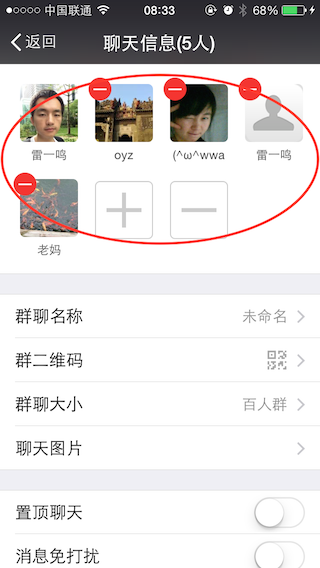 中国联通 08:33 68%
返回 聊天信息(5人)
雷一鸣 oyz (^ω^wwa 雷一鸣
老妈
群聊名称 未命名
群二维码
群聊大小 百人群
聊天图片
置顶聊天
消息免打扰